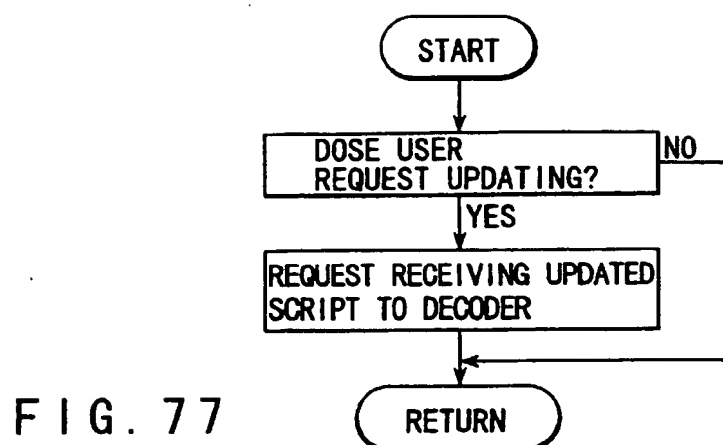 START
DOSE USER
REQUEST UPDATING?
NO
YES
REQUEST RECEIVING UPDATED
SCRIPT TO DECODER
RETURN
FIG. 77